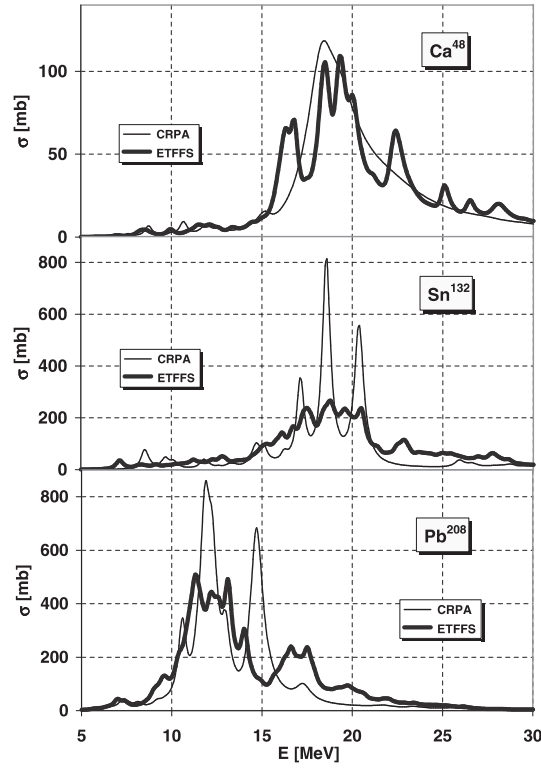 σ [mb]
100
50
0
Ca48
CRPA
ETFFS
σ [mb]
800
600
400
200
0
Sn132
CRPA
ETFFS
σ [mb]
800
600
400
200
0
Pb208
CRPA
ETFFS
5 10 15 20 25 30
E [MeV]